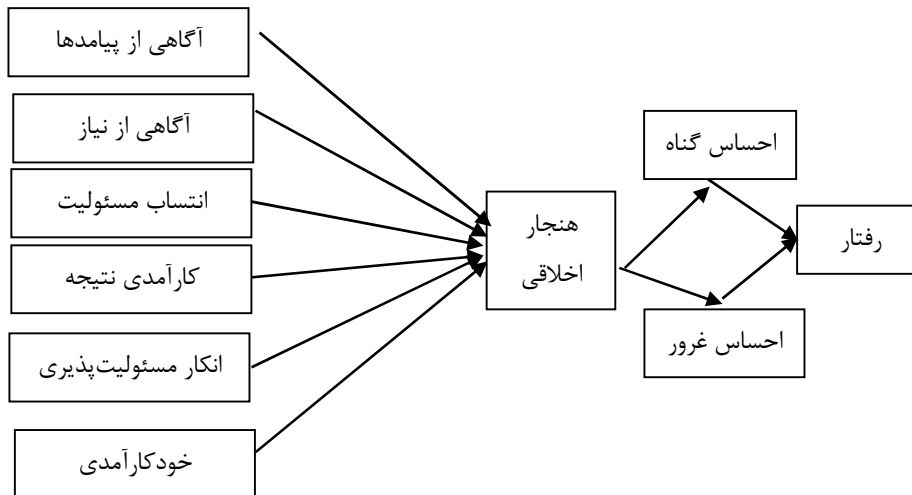 آگاهی از پیامدها
آگاهی از نیاز
انتساب مسئولیت
کارآمدی نتیجه
انکار مسئولیت‌پذیری
خودکارآمدی
هنجار
اخلاقی
احساس گناه
احساس غرور
رفتار